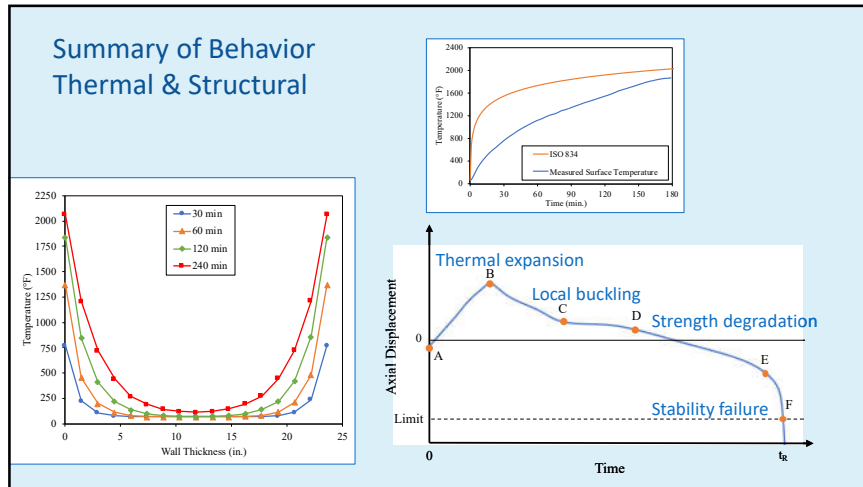 Summary of Behavior
Thermal & Structural
2400
2000
1600
1200
800
400
0
Temperature (°F)
ISO 834
Measured Surface Temperature
0
30
60
90
120
150
180
Time (min.)
2250
2000
1750
1500
1250
1000
750
500
250
0
Temperature (°F)
30 min
60 min
120 min
240 min
0
5
10
15
20
25
Wall Thickness (in.)
Axial Displacement
Thermal expansion
B
Local buckling
C
D
Strength degradation
0
A
E
Stability failure
F
Limit
0
Time
tR